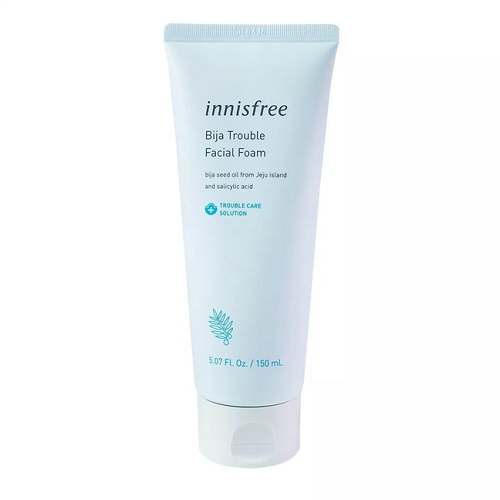 innisfree
Bija Trouble
Facial Foam
bija seed oil from Jeju island
and salicylic acid
TROUBLE CARE
SOLUTION
5.07 Fl. Oz. / 150 mL